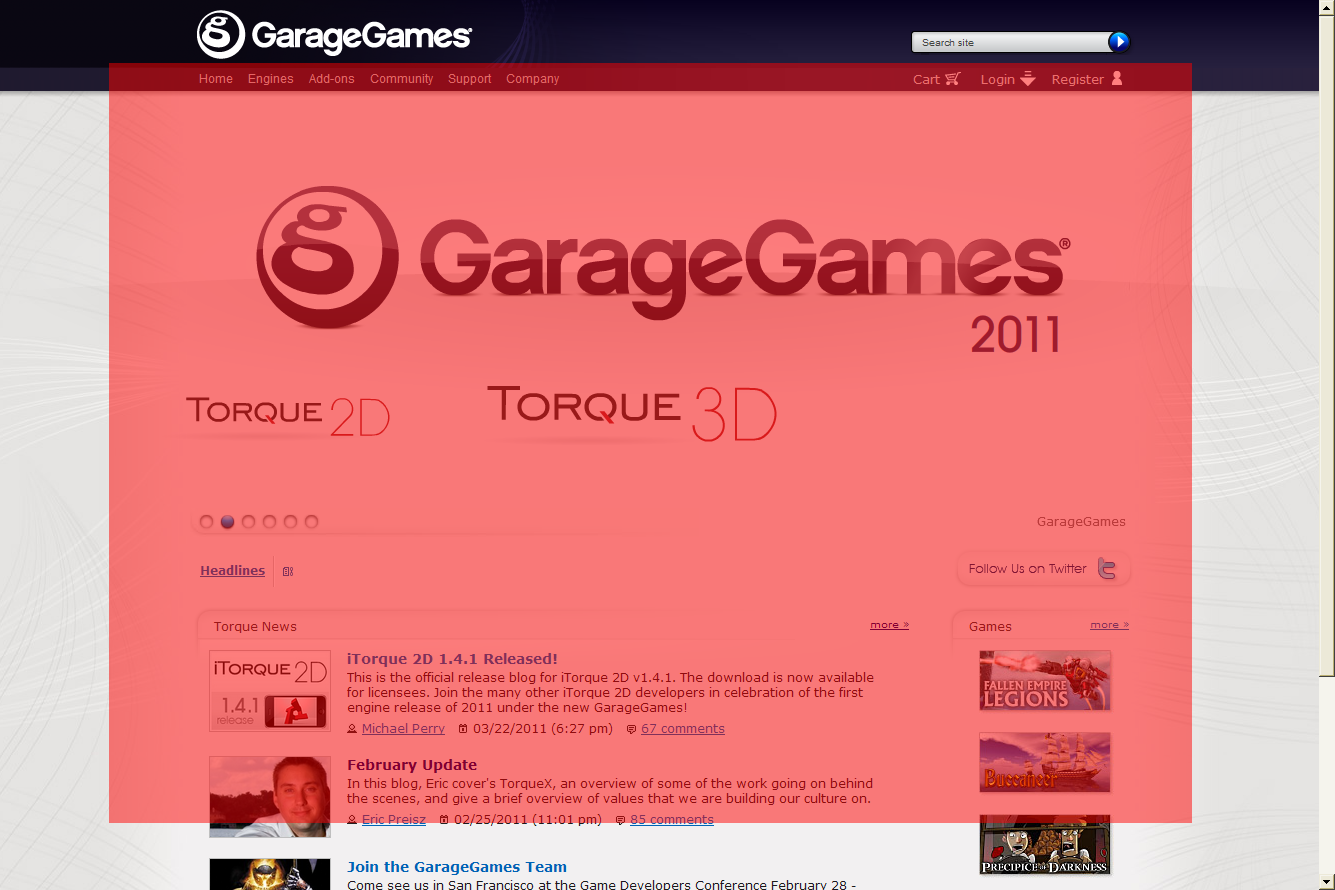 GarageGames®
Search site
Home Engines Add-ons Community Support Company
Cart Login Register
GarageGames®
2011
TORQUE 2D
TORQUE 3D
GarageGames
Headlines
Follow Us on Twitter
Torque News
more »
Games
more »
iTORQUE 2D
1.4.1
release
iTorque 2D 1.4.1 Released!
This is the official release blog for iTorque 2D v1.4.1. The download is now available
for licensees. Join the many other iTorque 2D developers in celebration of the first
engine release of 2011 under the new GarageGames!
Michael Perry 03/22/2011 (6:27 pm) 67 comments
FALLEN EMPIRE
LEGIONS
February Update
In this blog, Eric cover's TorqueX, an overview of some of the work going on behind
the scenes, and give a brief overview of values that we are building our culture on.
Eric Preisz 02/25/2011 (11:01 pm) 85 comments
Buccaneer
PRECIPICE OF DARKNESS
Join the GarageGames Team
Come see us in San Francisco at the Game Developers Conference February 28 -